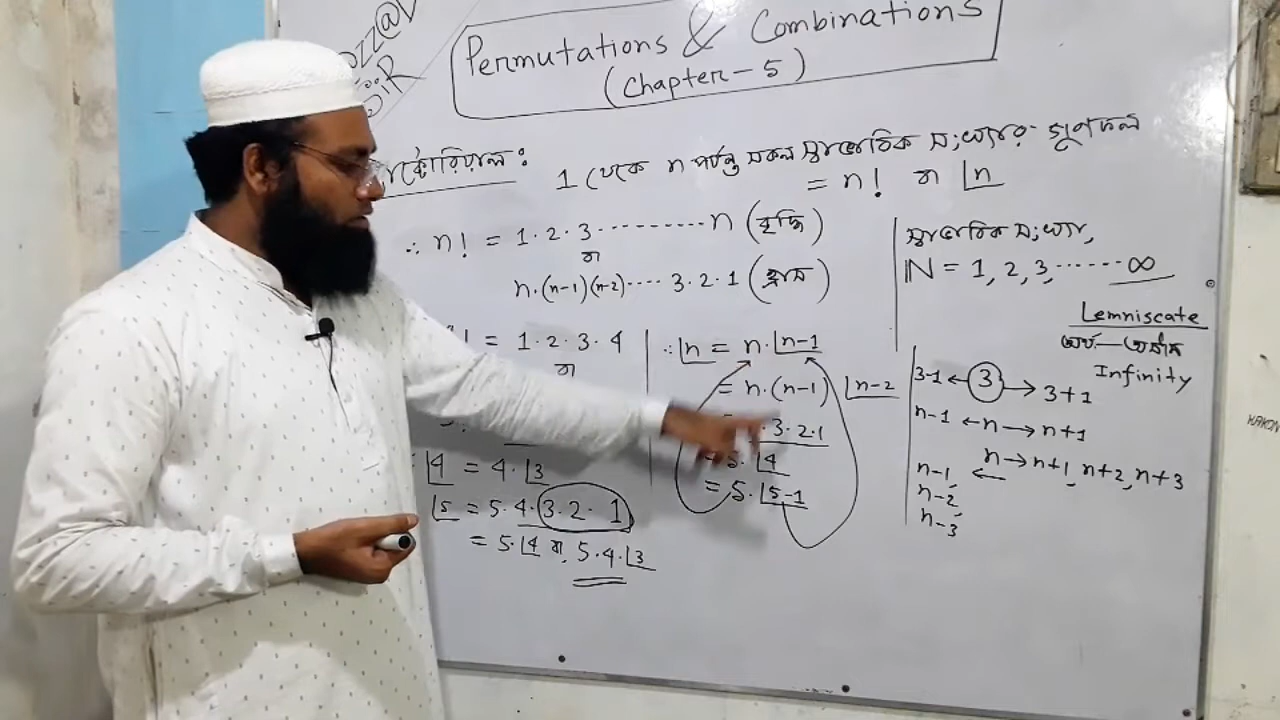 Permutations & Combinations
(Chapter-5)
SiR
1 থেকে n পর্যন্ত সকল স্বাভাবিক সংখ্যার গুণফল
= n! বা |n
∴ n! = 1·2·3·········n (বৃদ্ধি)
বা
n·(n-1)(n-2)···· 3·2·1 (হ্রাস)
! = 1·2·3·4
বা
|4 = 4·|3
|5 = 5·4·3·2·1
= 5·|4 বা, 5·4·|3
∴ |n = n·|n-1
= n·(n-1) |n-2
·3·2·1
5·|4
= 5·|5-1
স্বাভাবিক সংখ্যা,
N = 1, 2, 3,······∞
Lemniscate
অর্থ—অসীম
Infinity
3-1 ← 3 → 3+1
n-1 ← n → n+1
n → n+1, n+2, n+3
n-1, ←
n-2,
n-3